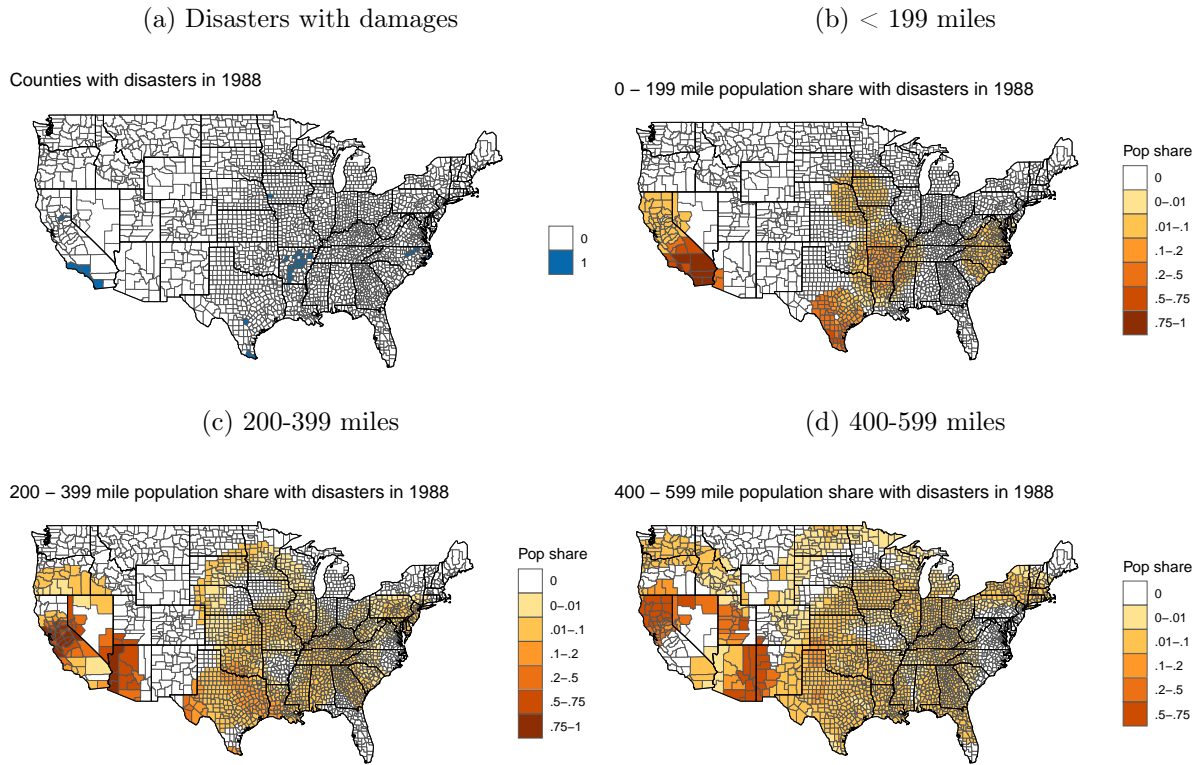 (a) Disasters with damages
Counties with disasters in 1988
0
1
(b) < 199 miles
0 – 199 mile population share with disasters in 1988
Pop share
0
0–.01
.01–.1
.1–.2
.2–.5
.5–.75
.75–1
(c) 200-399 miles
200 – 399 mile population share with disasters in 1988
Pop share
0
0–.01
.01–.1
.1–.2
.2–.5
.5–.75
.75–1
(d) 400-599 miles
400 – 599 mile population share with disasters in 1988
Pop share
0
0–.01
.01–.1
.1–.2
.2–.5
.5–.75